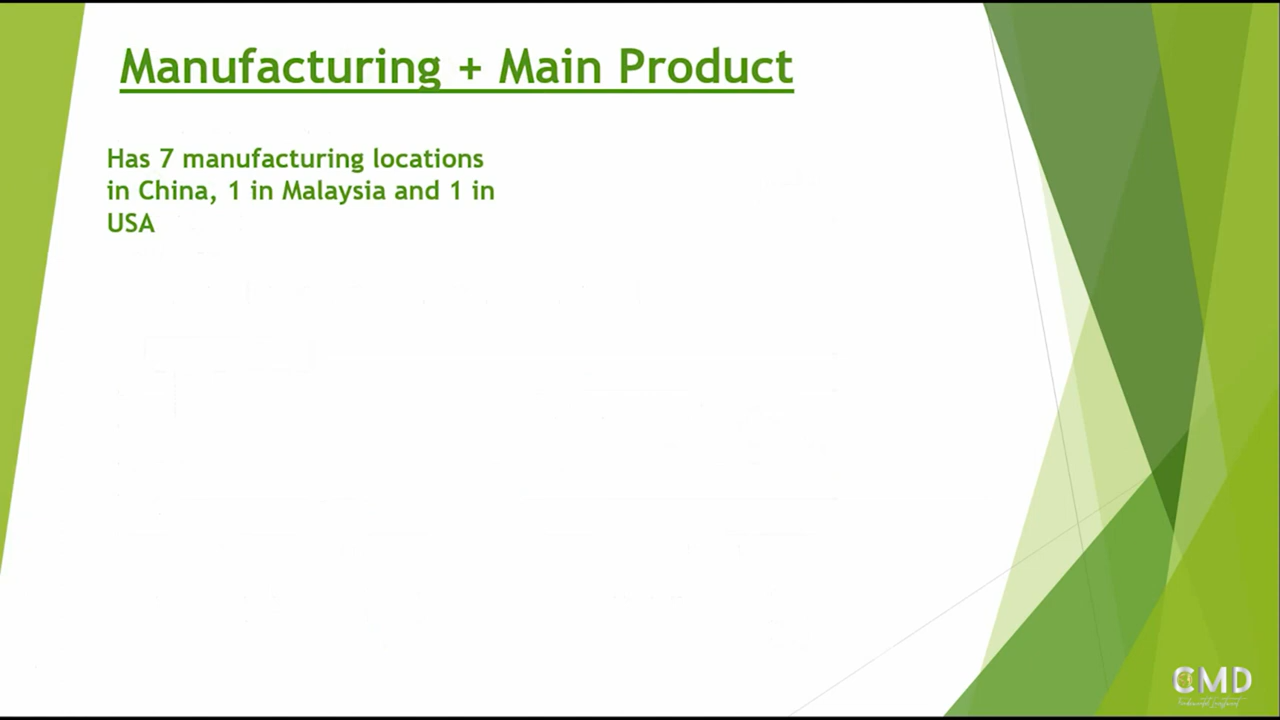 Manufacturing + Main Product
Has 7 manufacturing locations
in China, 1 in Malaysia and 1 in
USA
CMD